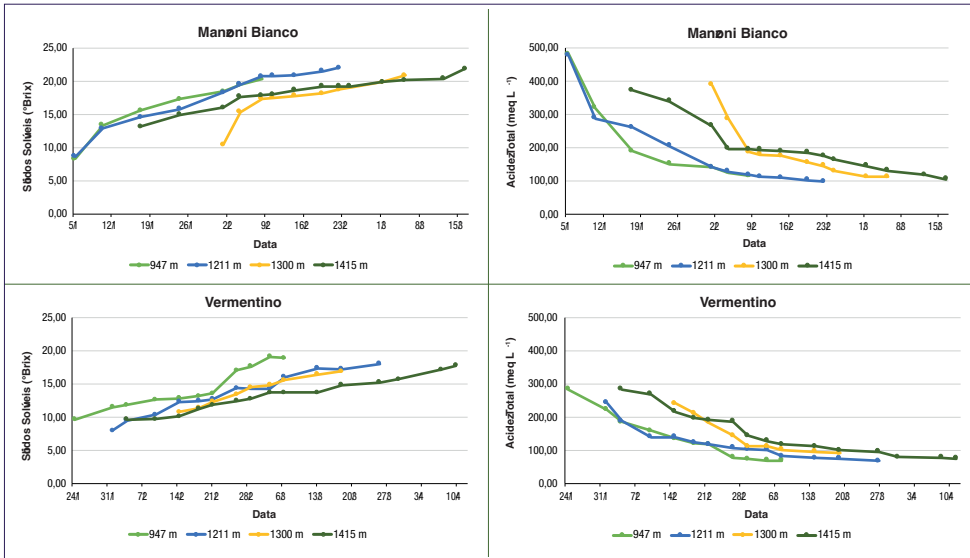 Manzoni Bianco
25,00
20,00
15,00
10,00
5,00
0,00
Sólidos Solúveis (°Brix)
5/1 12/1 19/1 26/1 2/2 9/2 16/2 23/2 1/3 8/3 15/3
Data
947 m 1211 m 1300 m 1415 m
Manzoni Bianco
500,00
400,00
300,00
200,00
100,00
0,00
Acidez Total (meq L⁻¹)
5/1 12/1 19/1 26/1 2/2 9/2 16/2 23/2 1/3 8/3 15/3
Data
947 m 1211 m 1300 m 1415 m
Vermentino
25,00
20,00
15,00
10,00
5,00
0,00
Sólidos Solúveis (°Brix)
24/1 31/1 7/2 14/2 21/2 28/2 6/3 13/3 20/3 27/3 3/4 10/4
Data
947 m 1211 m 1300 m 1415 m
Vermentino
500,00
400,00
300,00
200,00
100,00
0,00
Acidez Total (meq L⁻¹)
24/1 31/1 7/2 14/2 21/2 28/2 6/3 13/3 20/3 27/3 3/4 10/4
Data
947 m 1211 m 1300 m 1415 m